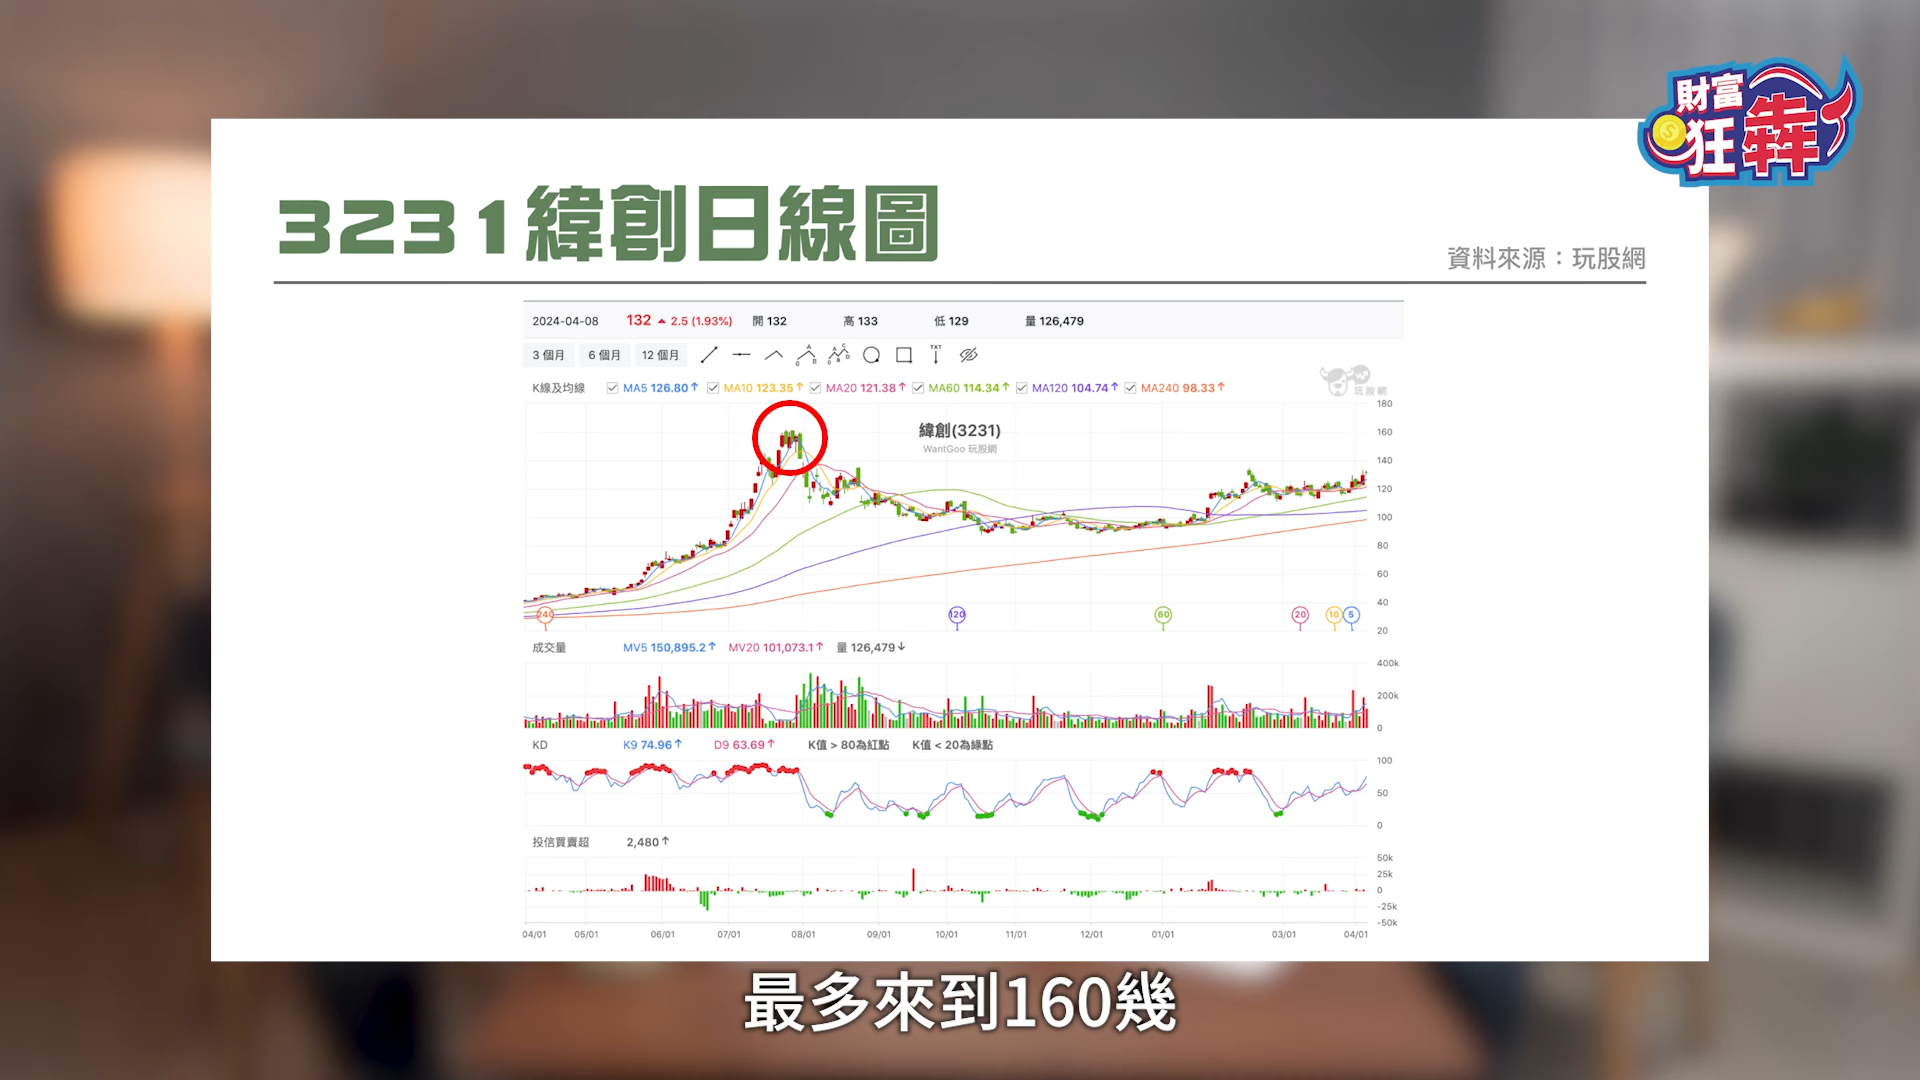 財富
狂犇
3231緯創日線圖
資料來源：玩股網
2024-04-08 132 ▲ 2.5 (1.93%) 開 132 高 133 低 129 量 126,479
3 個月 6 個月 12 個月 A 0 B A C 0 B D TXT
K線及均線 MA5 126.80↑ MA10 123.35↑ MA20 121.38↑ MA60 114.34↑ MA120 104.74↑ MA240 98.33↑
玩股網
180
緯創(3231)
160
WantGoo 玩股網
140
120
100
80
60
40
240 120 60 20 10 5
20
成交量 MV5 150,895.2↑ MV20 101,073.1↑ 量 126,479↓
400k
200k
0
KD K9 74.96↑ D9 63.69↑ K值 > 80為紅點 K值 < 20為綠點
100
50
0
投信買賣超 2,480↑
50k
25k
0
-25k
-50k
04/01 05/01 06/01 07/01 08/01 09/01 10/01 11/01 12/01 01/01 03/01 04/01
最多來到160幾